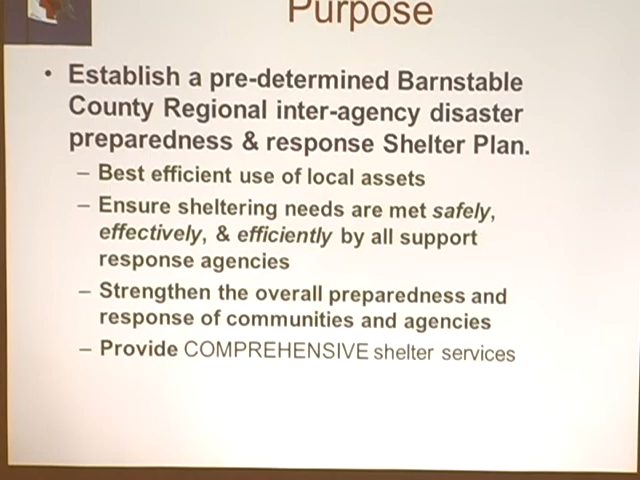 Purpose
• Establish a pre-determined Barnstable
County Regional inter-agency disaster
preparedness & response Shelter Plan.
– Best efficient use of local assets
– Ensure sheltering needs are met safely,
effectively, & efficiently by all support
response agencies
– Strengthen the overall preparedness and
response of communities and agencies
– Provide COMPREHENSIVE shelter services